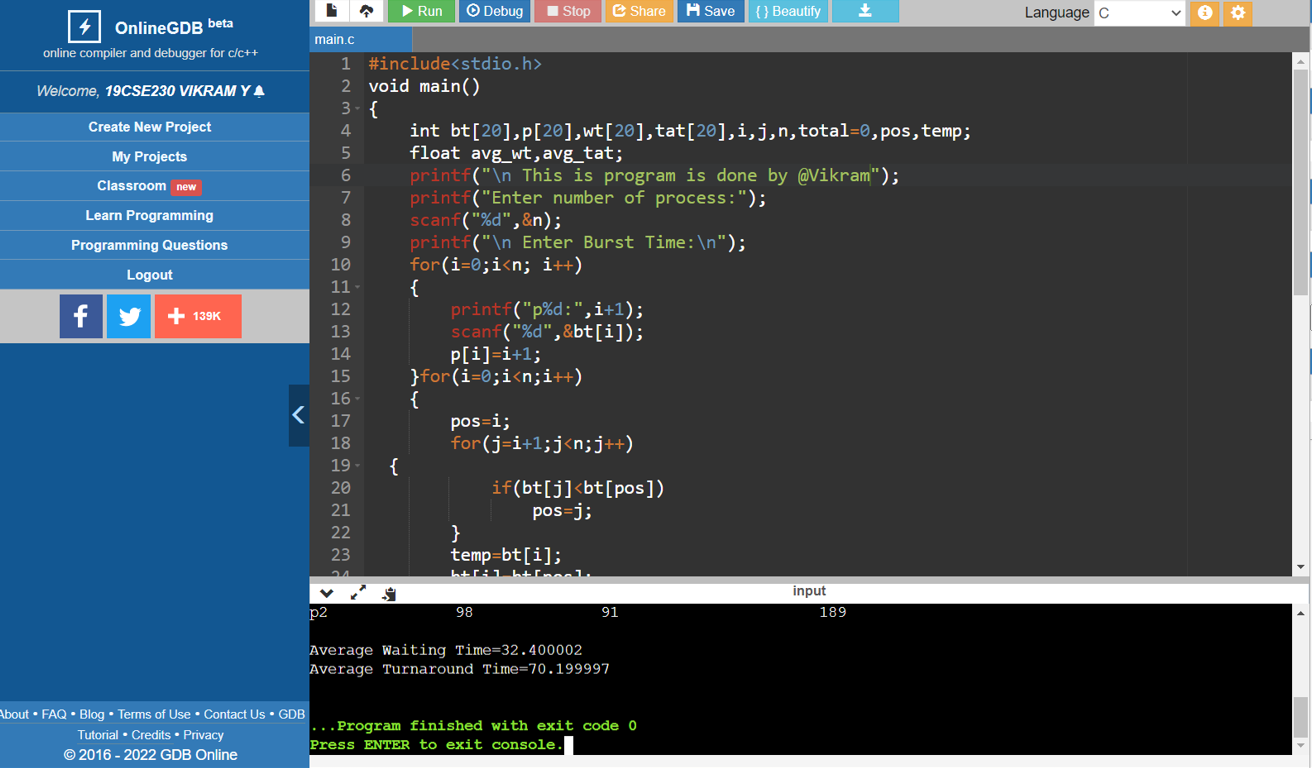 OnlineGDB beta
online compiler and debugger for c/c++
Welcome, 19CSE230 VIKRAM Y
Create New Project
My Projects
Classroom new
Learn Programming
Programming Questions
Logout
139K
About • FAQ • Blog • Terms of Use • Contact Us • GDB
Tutorial • Credits • Privacy
© 2016 - 2022 GDB Online
Run Debug Stop Share Save { } Beautify Language C
main.c
1 #include<stdio.h>
2 void main()
3 {
4 int bt[20],p[20],wt[20],tat[20],i,j,n,total=0,pos,temp;
5 float avg_wt,avg_tat;
6 printf("\n This is program is done by @Vikram");
7 printf("Enter number of process:");
8 scanf("%d",&n);
9 printf("\n Enter Burst Time:\n");
10 for(i=0;i<n; i++)
11 {
12 printf("p%d:",i+1);
13 scanf("%d",&bt[i]);
14 p[i]=i+1;
15 }for(i=0;i<n;i++)
16 {
17 pos=i;
18 for(j=i+1;j<n;j++)
19 {
20 if(bt[j]<bt[pos])
21 pos=j;
22 }
23 temp=bt[i];
24 bt[i]=bt[pos];
input
p2 98 91 189
Average Waiting Time=32.400002
Average Turnaround Time=70.199997
...Program finished with exit code 0
Press ENTER to exit console.